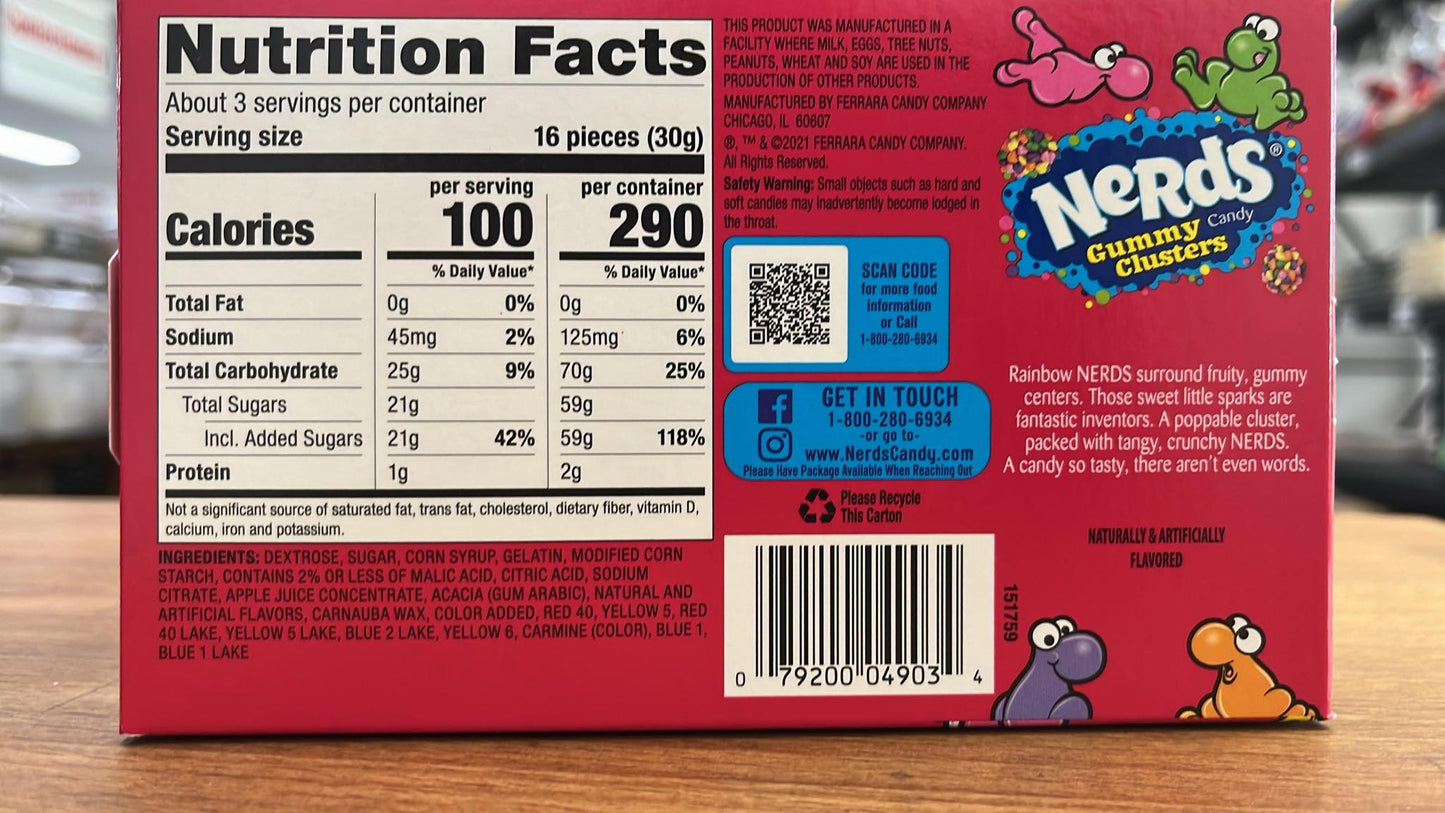 Nutrition Facts
About 3 servings per container
Serving size 16 pieces (30g)
per serving per container
Calories 100 290
% Daily Value* % Daily Value*
Total Fat 0g 0% 0g 0%
Sodium 45mg 2% 125mg 6%
Total Carbohydrate 25g 9% 70g 25%
Total Sugars 21g 59g
Incl. Added Sugars 21g 42% 59g 118%
Protein 1g 2g
Not a significant source of saturated fat, trans fat, cholesterol, dietary fiber, vitamin D,
calcium, iron and potassium.
INGREDIENTS: DEXTROSE, SUGAR, CORN SYRUP, GELATIN, MODIFIED CORN
STARCH, CONTAINS 2% OR LESS OF MALIC ACID, CITRIC ACID, SODIUM
CITRATE, APPLE JUICE CONCENTRATE, ACACIA (GUM ARABIC), NATURAL AND
ARTIFICIAL FLAVORS, CARNAUBA WAX, COLOR ADDED, RED 40, YELLOW 5, RED
40 LAKE, YELLOW 5 LAKE, BLUE 2 LAKE, YELLOW 6, CARMINE (COLOR), BLUE 1,
BLUE 1 LAKE
THIS PRODUCT WAS MANUFACTURED IN A
FACILITY WHERE MILK, EGGS, TREE NUTS,
PEANUTS, WHEAT AND SOY ARE USED IN THE
PRODUCTION OF OTHER PRODUCTS.
MANUFACTURED BY FERRARA CANDY COMPANY
CHICAGO, IL 60607
®, ™ & ©2021 FERRARA CANDY COMPANY.
All Rights Reserved.
Safety Warning: Small objects such as hard and
soft candies may inadvertently become lodged in
the throat.
SCAN CODE
for more food
information
or Call
1-800-280-6934
GET IN TOUCH
1-800-280-6934
-or go to-
www.NerdsCandy.com
Please Have Package Available When Reaching Out
Please Recycle
This Carton
0 79200 04903 4
NeRdS®
Candy
Gummy
clusters
Rainbow NERDS surround fruity, gummy
centers. Those sweet little sparks are
fantastic inventors. A poppable cluster,
packed with tangy, crunchy NERDS.
A candy so tasty, there aren't even words.
NATURALLY & ARTIFICIALLY
FLAVORED
151759